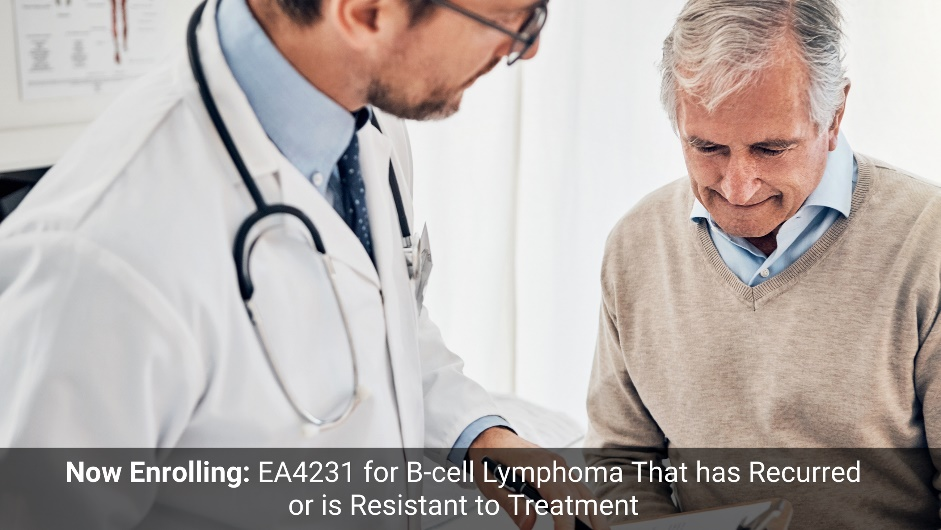 Now Enrolling: EA4231 for B-cell Lymphoma That has Recurred
or is Resistant to Treatment